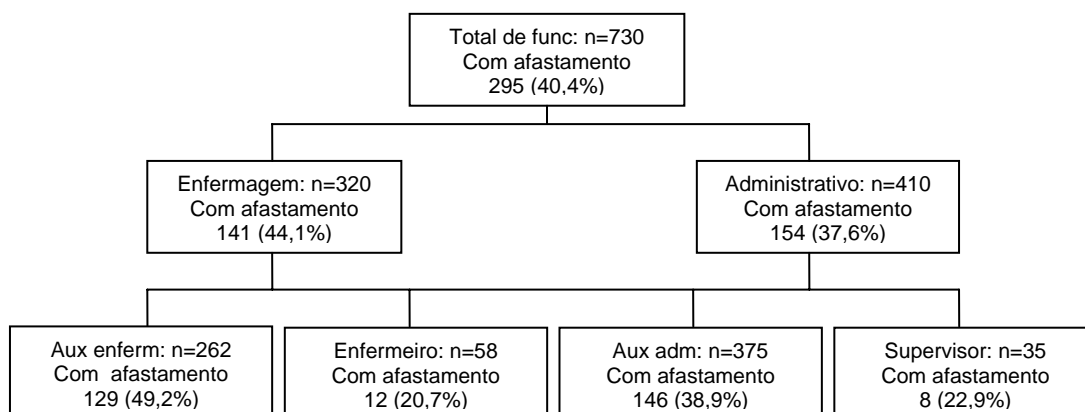 Total de func: n=730
Com afastamento
295 (40,4%)
Enfermagem: n=320
Com afastamento
141 (44,1%)
Administrativo: n=410
Com afastamento
154 (37,6%)
Aux enferm: n=262
Com afastamento
129 (49,2%)
Enfermeiro: n=58
Com afastamento
12 (20,7%)
Aux adm: n=375
Com afastamento
146 (38,9%)
Supervisor: n=35
Com afastamento
8 (22,9%)